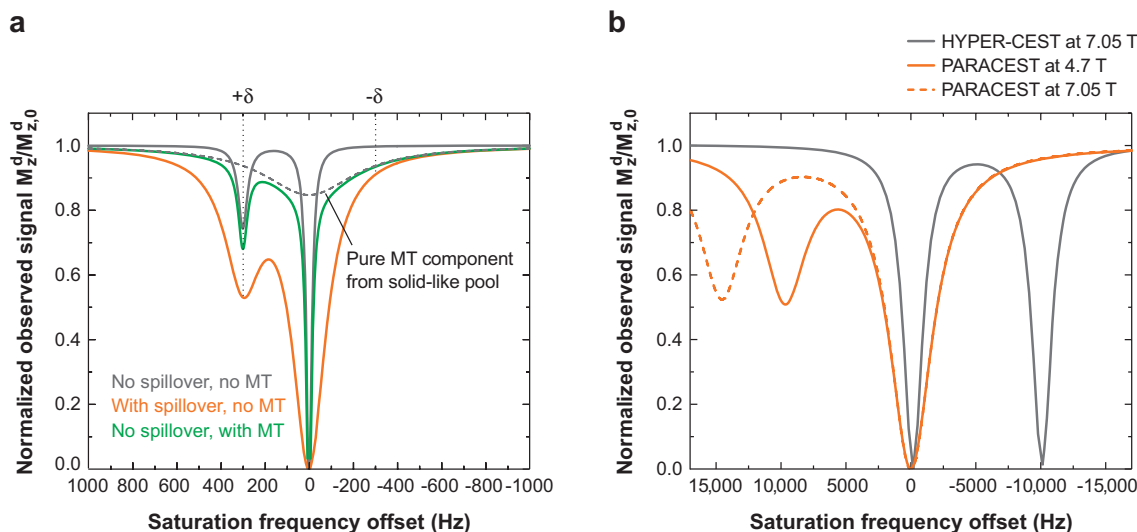 a
b
HYPER-CEST at 7.05 T
PARACEST at 4.7 T
PARACEST at 7.05 T
+δ
-δ
Normalized observed signal M_z^d/M_{z,0}^d
1.0
0.8
0.6
0.4
0.2
0.0
Pure MT component
from solid-like pool
No spillover, no MT
With spillover, no MT
No spillover, with MT
1000 800 600 400 200 0 -200 -400 -600 -800 -1000
Saturation frequency offset (Hz)
Normalized observed signal M_z^d/M_{z,0}^d
1.0
0.8
0.6
0.4
0.2
0.0
15,000 10,000 5000 0 -5000 -10,000 -15,000
Saturation frequency offset (Hz)